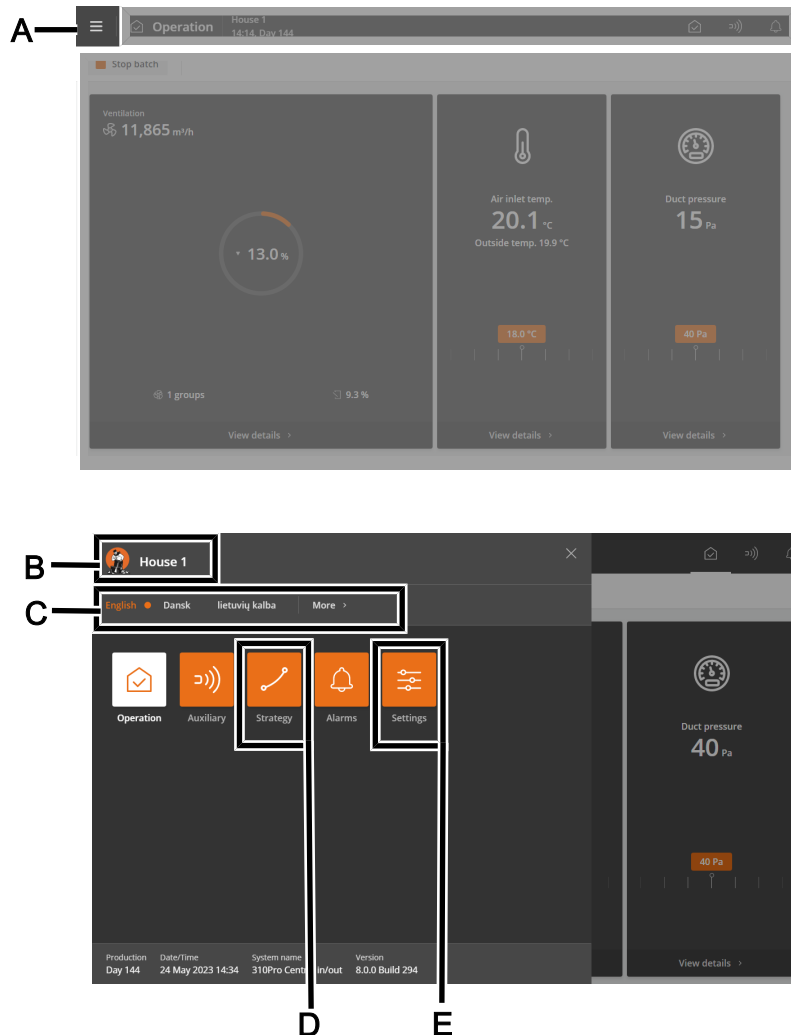 A
Operation
House 1
14:14, Day 144
Stop batch
Ventilation
11,865 m³/h
13.0 %
1 groups
9.3 %
View details
Air inlet temp.
20.1 °C
Outside temp. 19.9 °C
18.0 °C
View details
Duct pressure
15 Pa
40 Pa
View details
B
House 1
C
English
Dansk
lietuvių kalba
More
Operation
Auxiliary
Strategy
Alarms
Settings
Duct pressure
40 Pa
40 Pa
View details
Production
Day 144
Date/Time
24 May 2023 14:34
System name
310Pro in/out
Version
8.0.0 Build 294
D
E